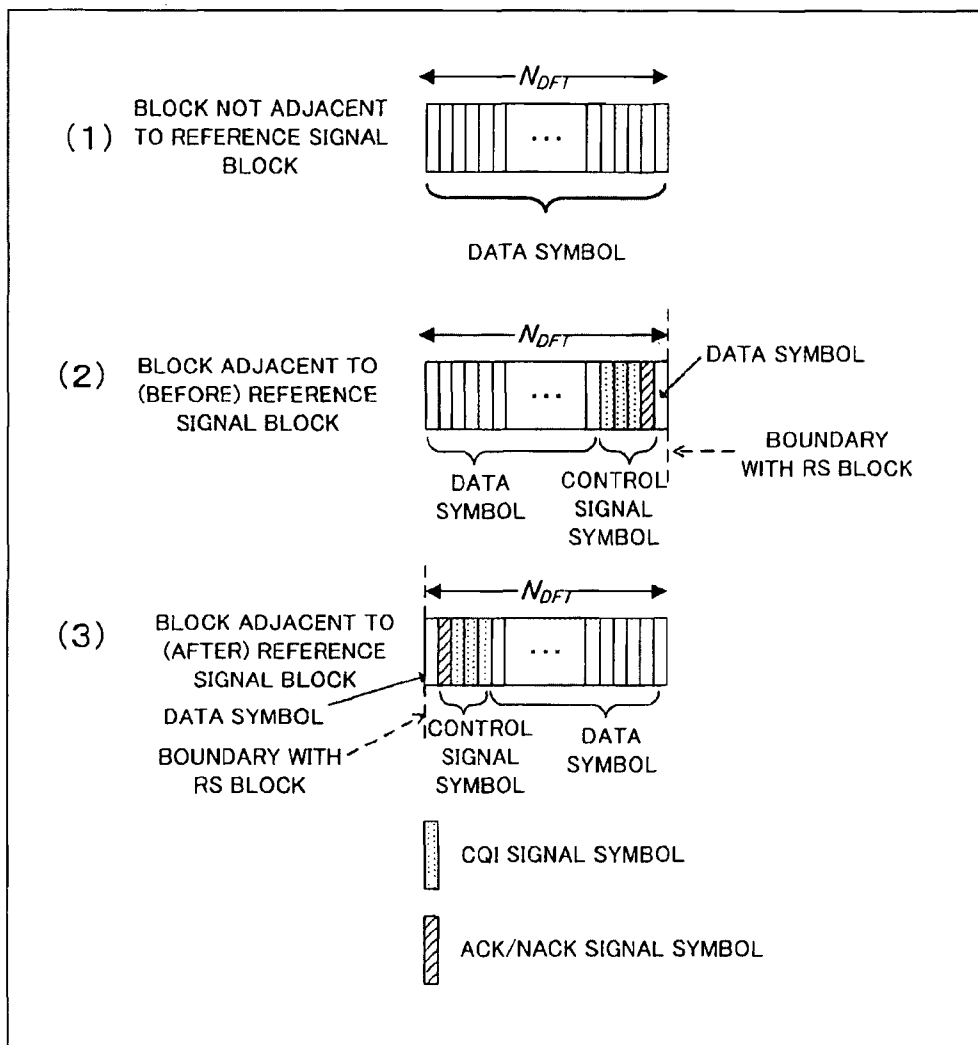 N_DFT
(1)
BLOCK NOT ADJACENT
TO REFERENCE SIGNAL
BLOCK
...
DATA SYMBOL
N_DFT
(2)
BLOCK ADJACENT TO
(BEFORE) REFERENCE
SIGNAL BLOCK
...
DATA SYMBOL
BOUNDARY
WITH RS BLOCK
DATA
SYMBOL
CONTROL
SIGNAL
SYMBOL
N_DFT
(3)
BLOCK ADJACENT TO
(AFTER) REFERENCE
SIGNAL BLOCK
...
DATA SYMBOL
BOUNDARY WITH
RS BLOCK
CONTROL
SIGNAL
SYMBOL
DATA
SYMBOL
CQI SIGNAL SYMBOL
ACK/NACK SIGNAL SYMBOL